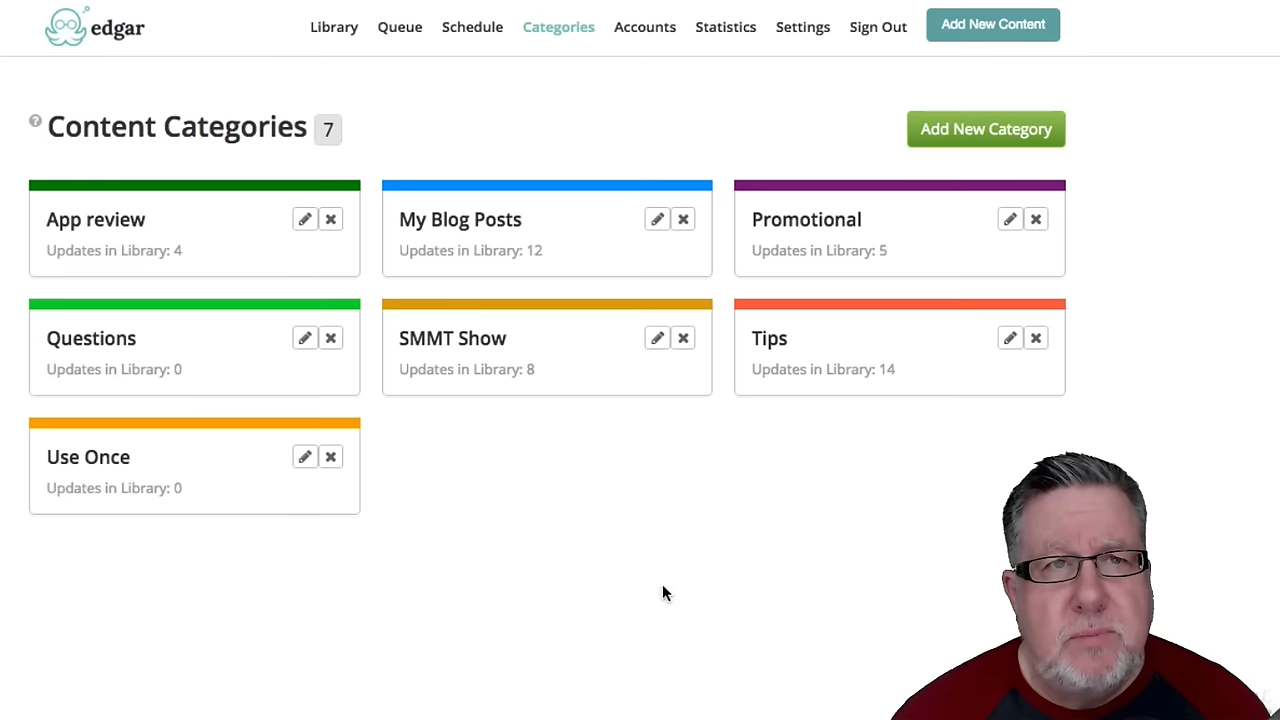 edgar Library Queue Schedule Categories Accounts Statistics Settings Sign Out Add New Content
? Content Categories 7 Add New Category
App review
Updates in Library: 4
My Blog Posts
Updates in Library: 12
Promotional
Updates in Library: 5
Questions
Updates in Library: 0
SMMT Show
Updates in Library: 8
Tips
Updates in Library: 14
Use Once
Updates in Library: 0